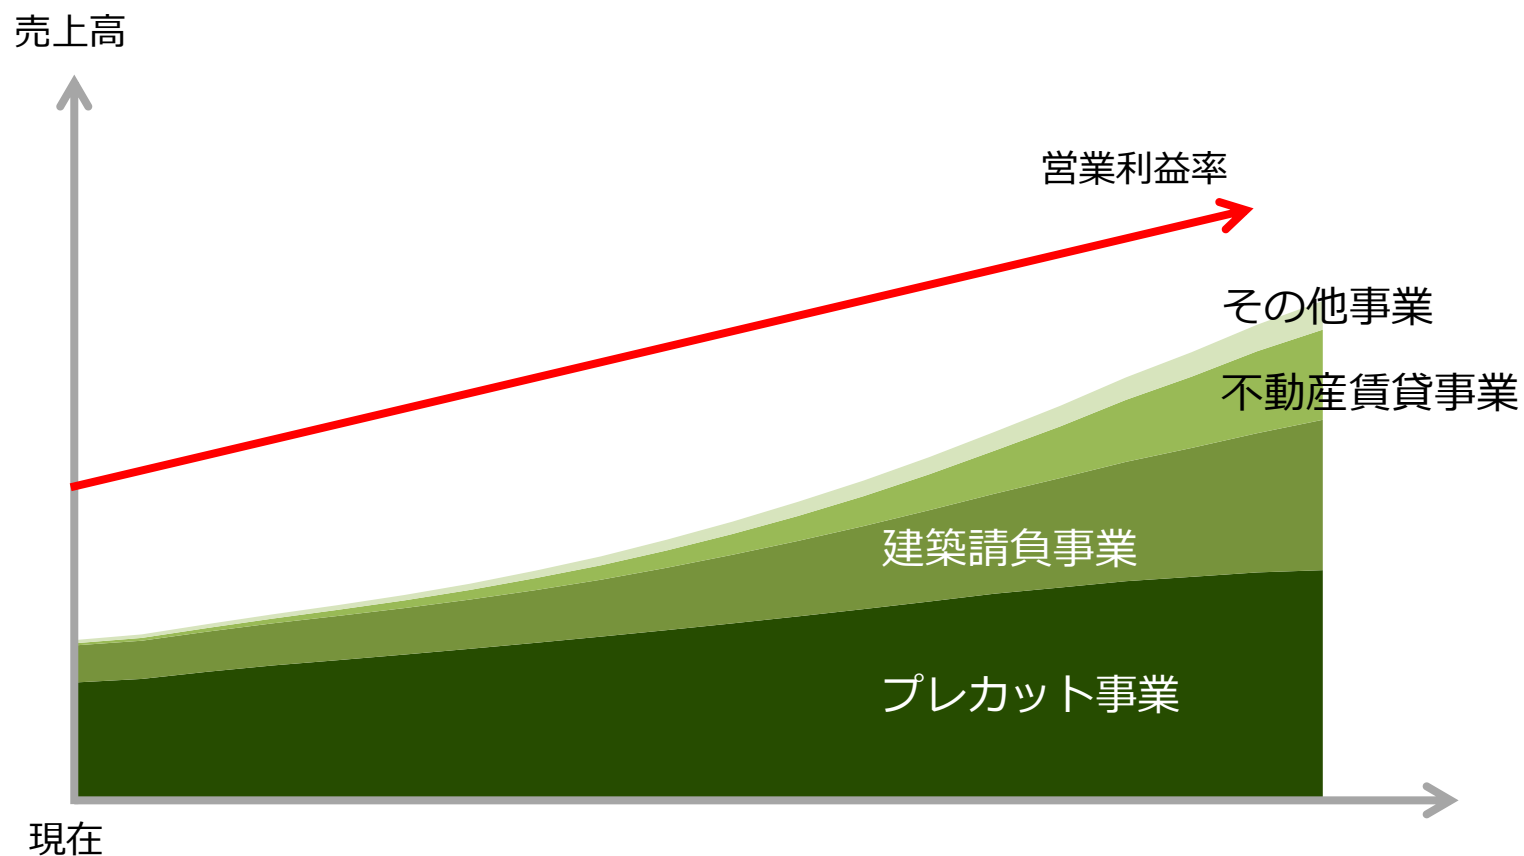 売上高
営業利益率
その他事業
不動産賃貸事業
建築請負事業
プレカット事業
現在